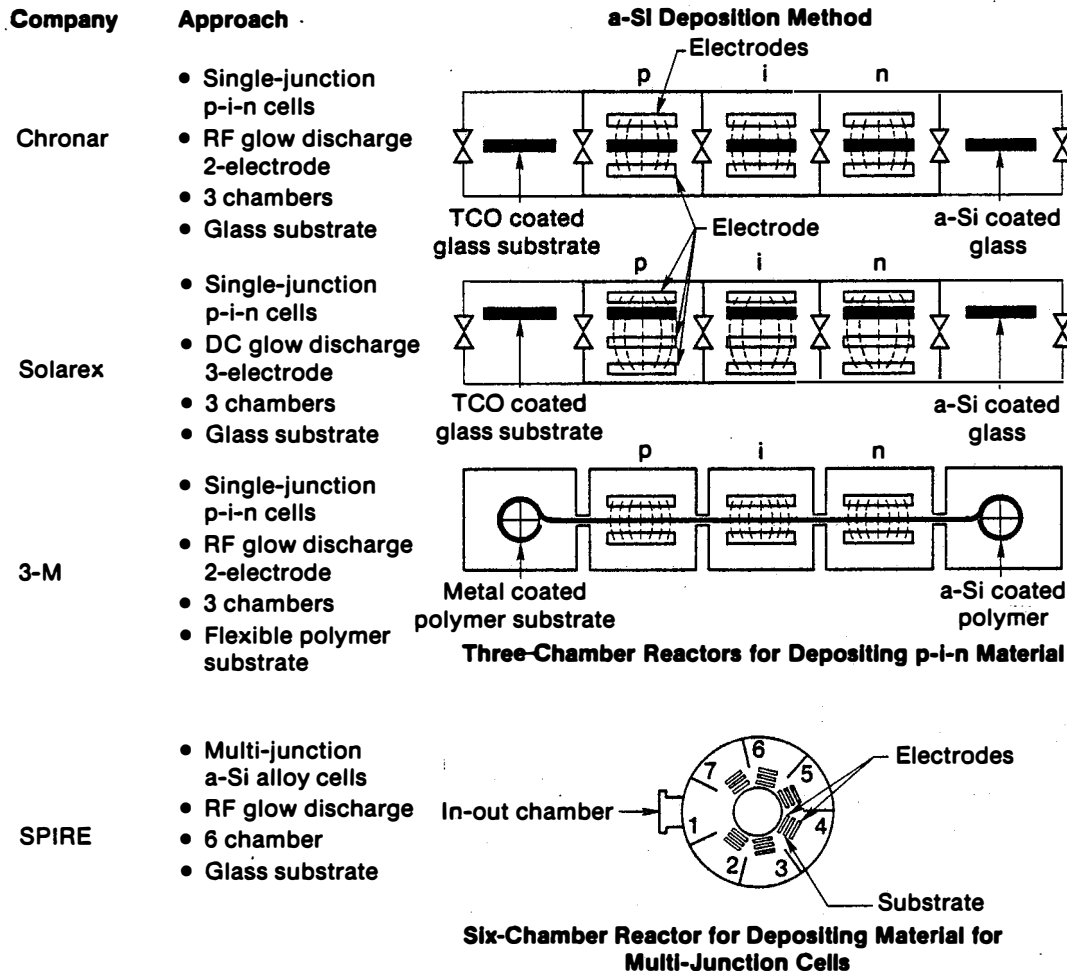 Company
Approach
a-Si Deposition Method
Chronar
• Single-junction
p-i-n cells
• RF glow discharge
2-electrode
• 3 chambers
• Glass substrate
Electrodes
p
i
n
TCO coated
glass substrate
Electrode
a-Si coated
glass
Solarex
• Single-junction
p-i-n cells
• DC glow discharge
3-electrode
• 3 chambers
• Glass substrate
p
i
n
TCO coated
glass substrate
a-Si coated
glass
3-M
• Single-junction
p-i-n cells
• RF glow discharge
2-electrode
• 3 chambers
• Flexible polymer
substrate
p
i
n
Metal coated
polymer substrate
a-Si coated
polymer
Three-Chamber Reactors for Depositing p-i-n Material
SPIRE
• Multi-junction
a-Si alloy cells
• RF glow discharge
• 6 chamber
• Glass substrate
In-out chamber
1
2
3
4
5
6
7
Electrodes
Substrate
Six-Chamber Reactor for Depositing Material for
Multi-Junction Cells